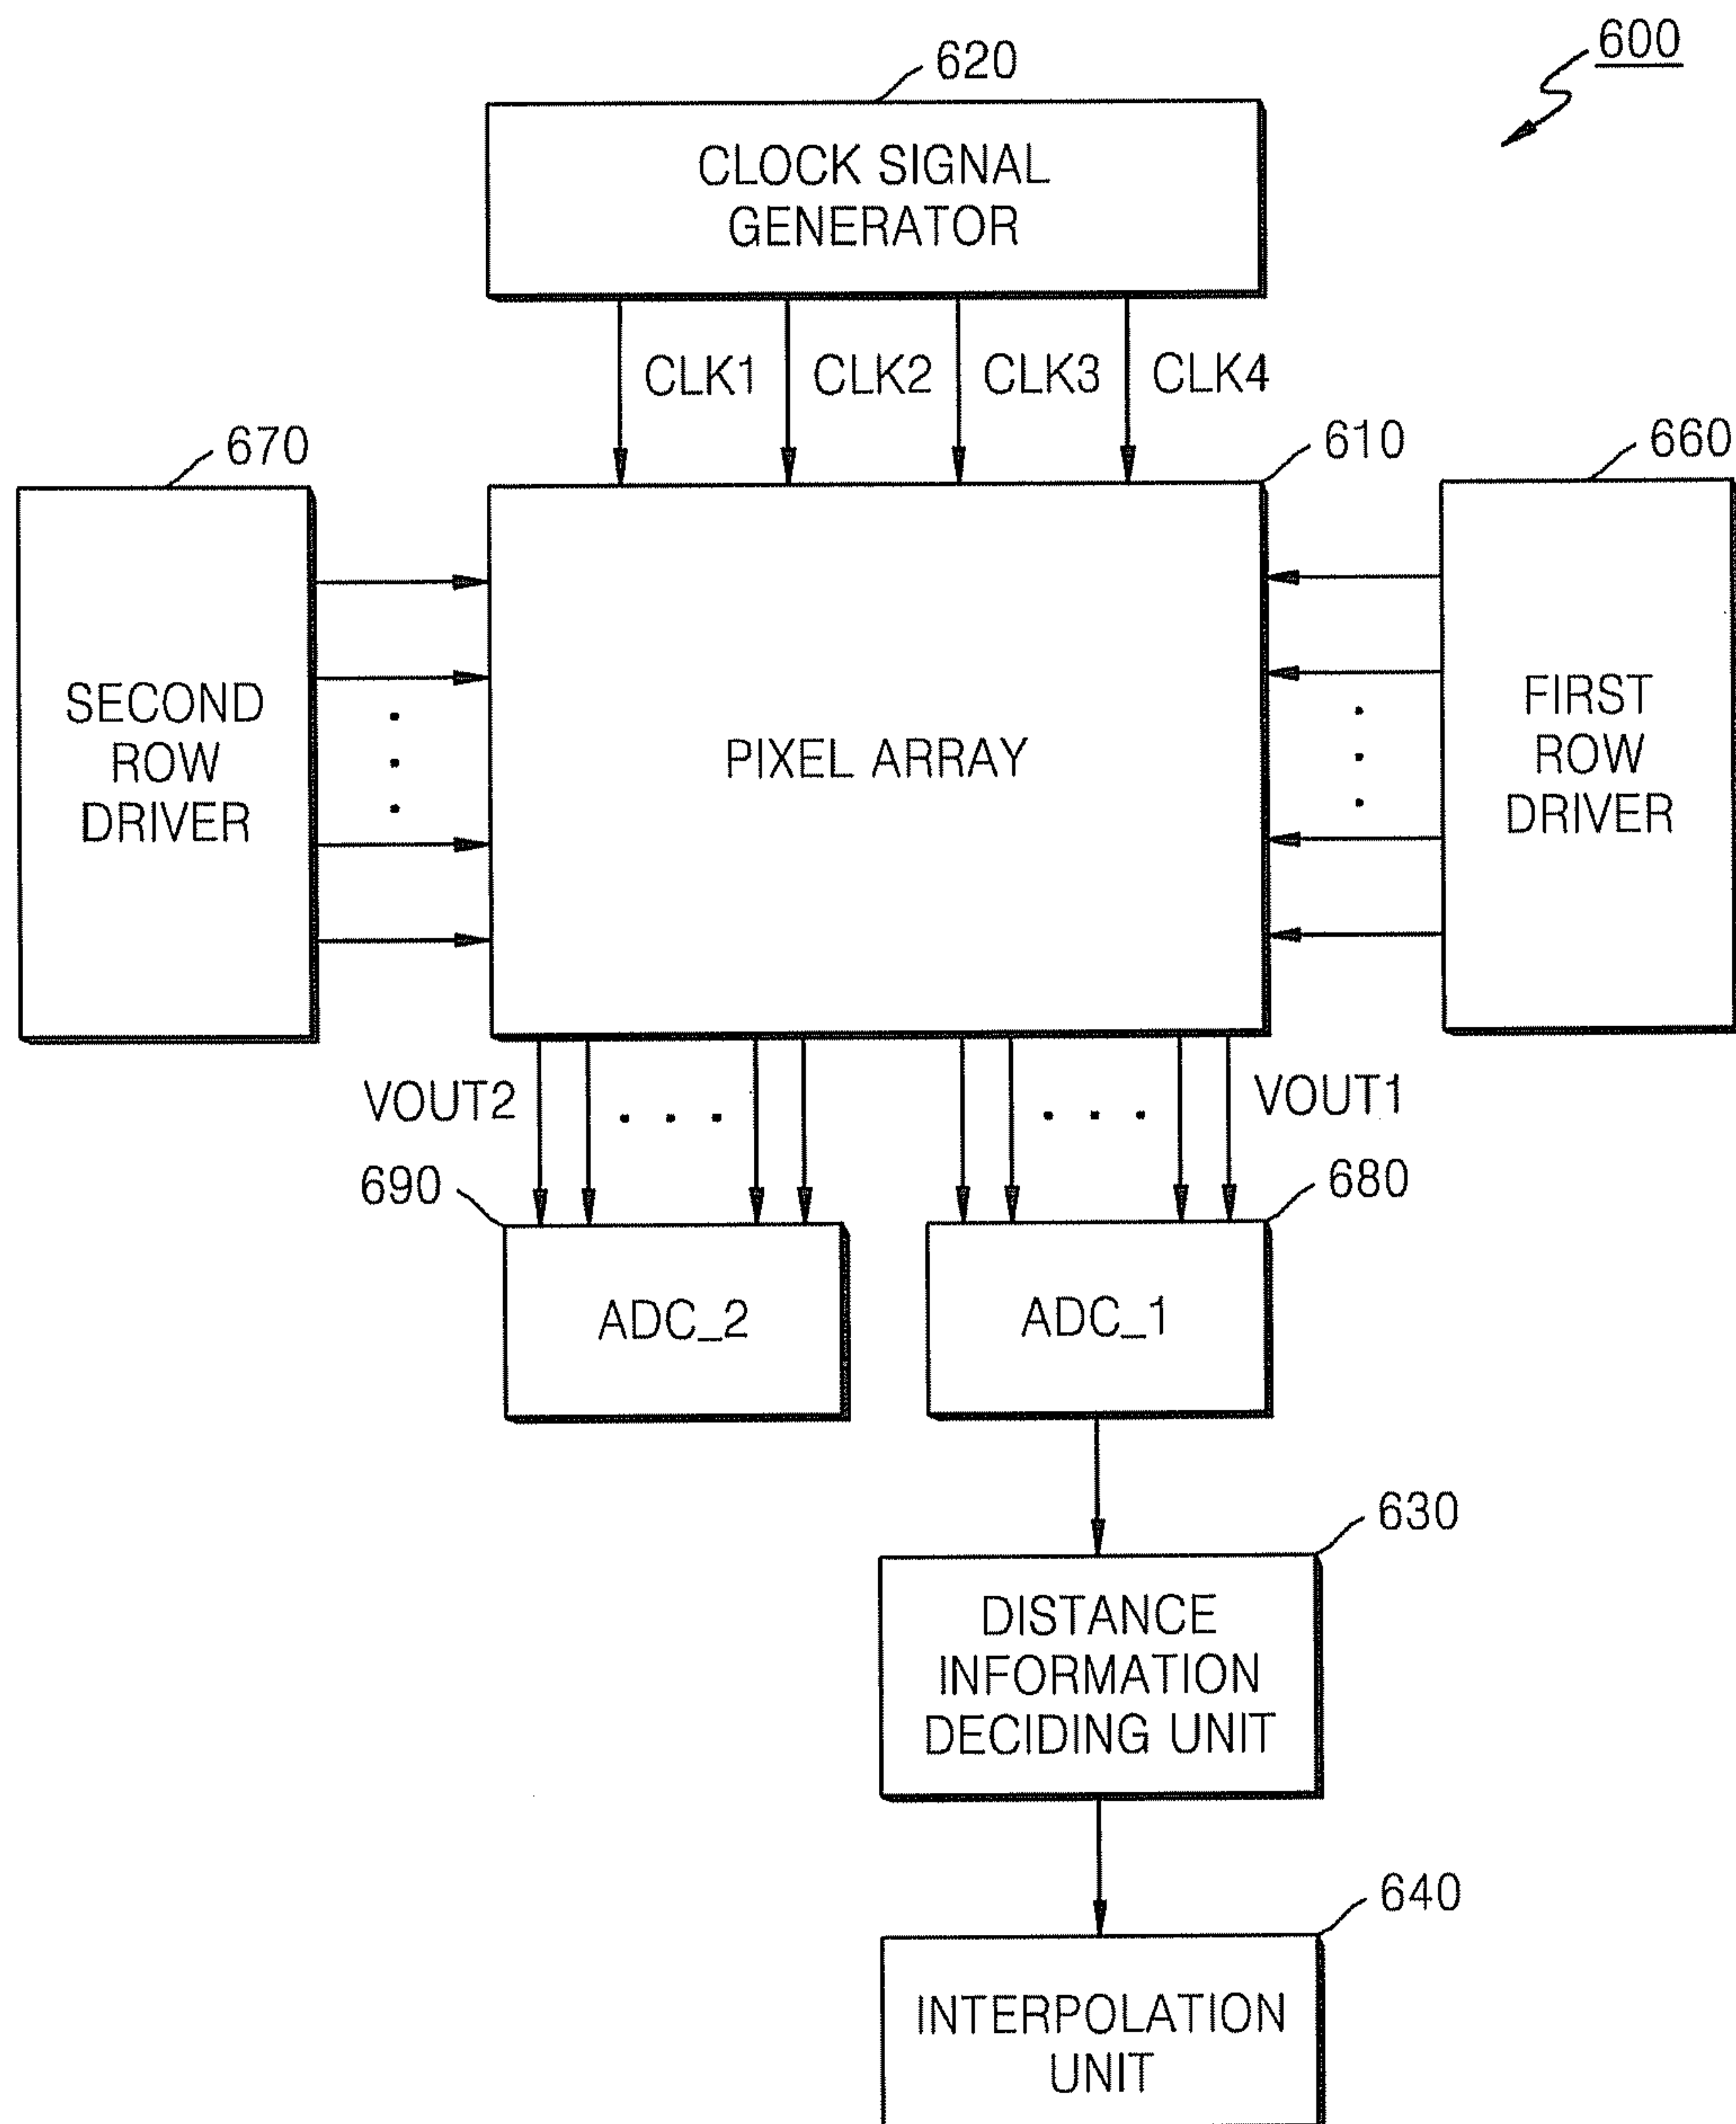 600
620
CLOCK SIGNAL
GENERATOR
CLK1 CLK2 CLK3 CLK4
670
610
660
SECOND
ROW
DRIVER
PIXEL ARRAY
FIRST
ROW
DRIVER
VOUT2
VOUT1
690
680
ADC_2
ADC_1
630
DISTANCE
INFORMATION
DECIDING UNIT
640
INTERPOLATION
UNIT